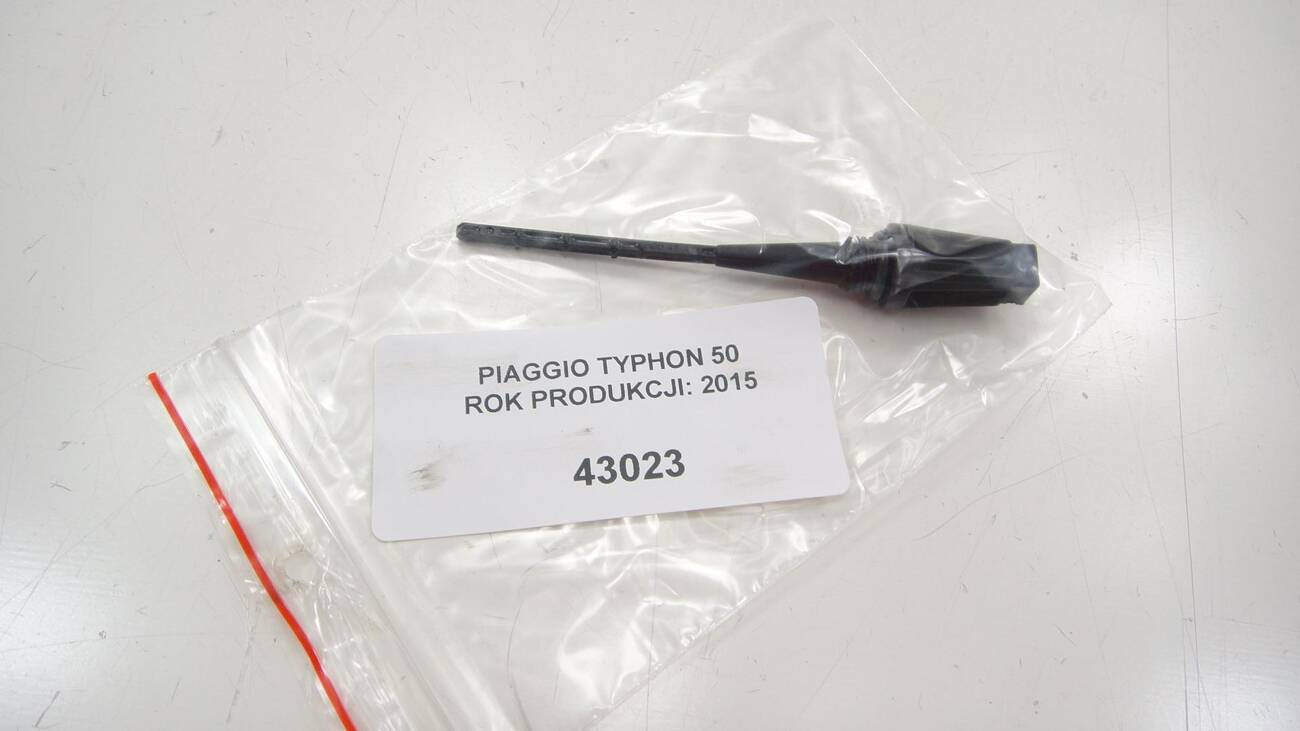 PIAGGIO TYPHON 50
ROK PRODUKCJI: 2015
43023